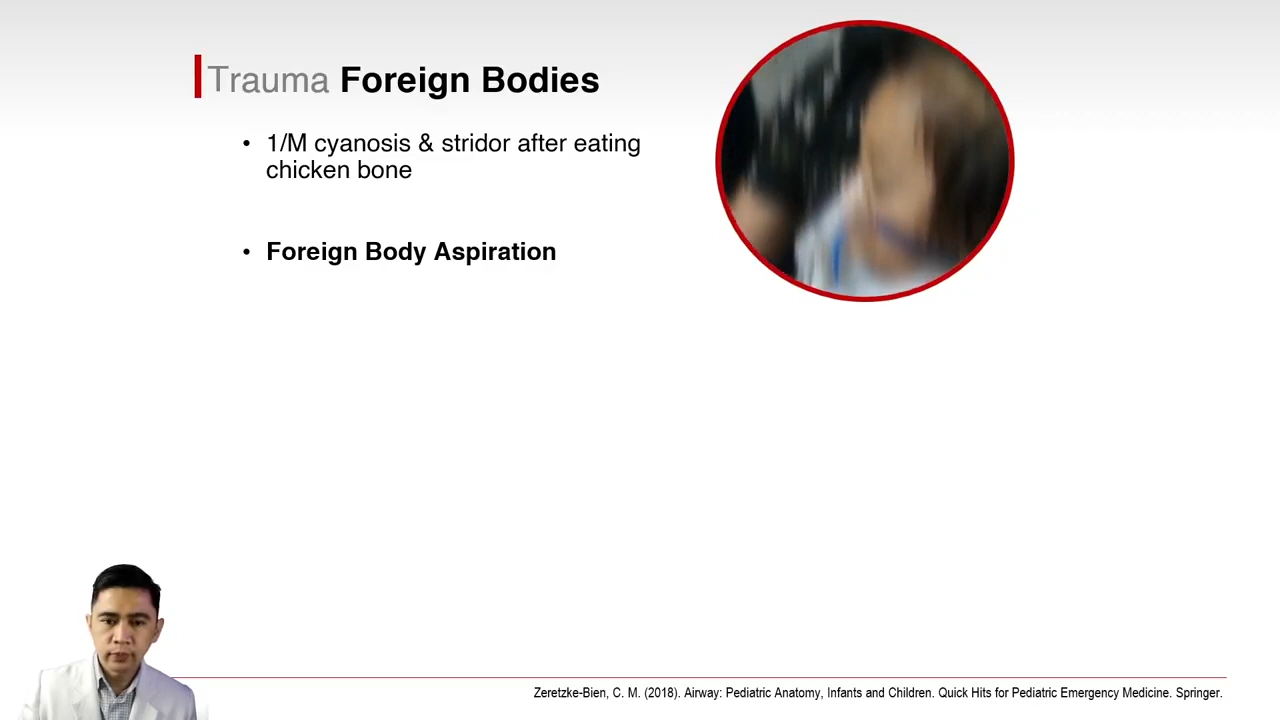 Trauma Foreign Bodies
• 1/M cyanosis & stridor after eating
chicken bone
• Foreign Body Aspiration
Zeretzke-Bien, C. M. (2018). Airway: Pediatric Anatomy, Infants and Children. Quick Hits for Pediatric Emergency Medicine. Springer.